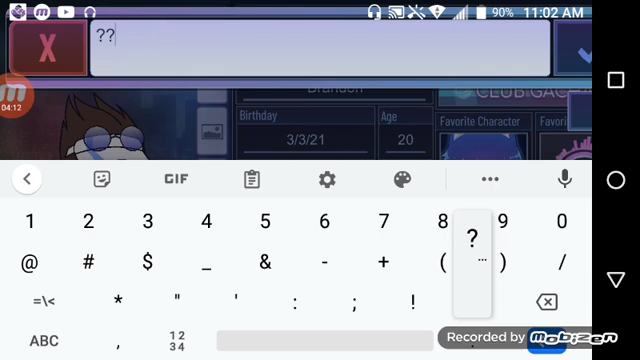 90% 11:02 AM
X ??
04:12
Brandon
CLUB
Birthday Age Favorite Character
3/3/21 20
GIF
1 2 3 4 5 6 7 8 9 0
@ # $ _ & - + ( ? ... ) /
=\< * " ' : ; !
ABC , 12 34
Recorded by Mobizen